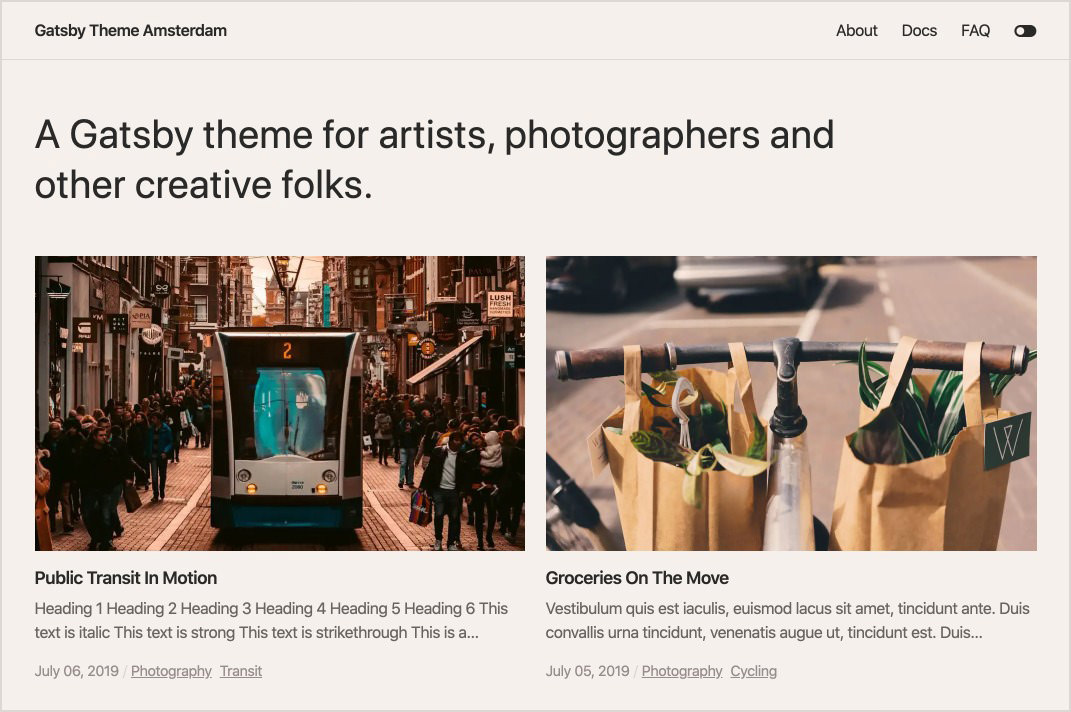 Gatsby Theme Amsterdam
About Docs FAQ
A Gatsby theme for artists, photographers and
other creative folks.
LUSH
FRESH
2
W
Public Transit In Motion
Heading 1 Heading 2 Heading 3 Heading 4 Heading 5 Heading 6 This
text is italic This text is strong This text is strikethrough This is a...
July 06, 2019 / Photography Transit
Groceries On The Move
Vestibulum quis est iaculis, euismod lacus sit amet, tincidunt ante. Duis
convallis urna tincidunt, venenatis augue ut, tincidunt est. Duis...
July 05, 2019 / Photography Cycling